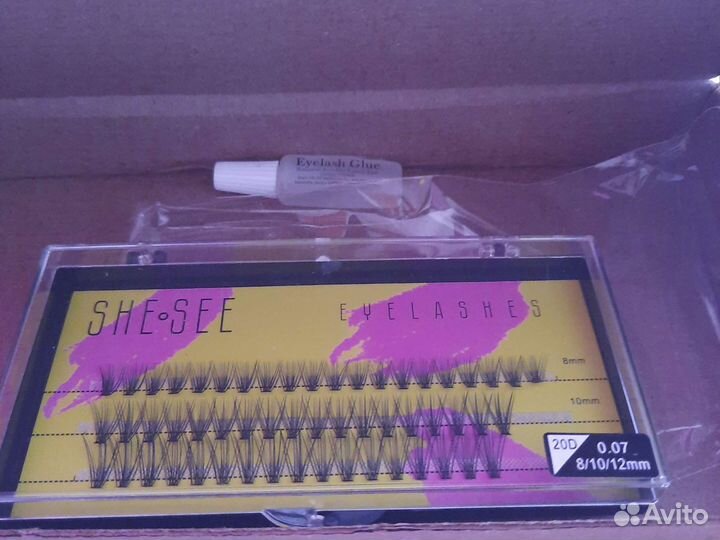 Eyelash Glue
SHE SEE
EYELASHES
8mm
10mm
20D
0.07
8/10/12mm
Avito